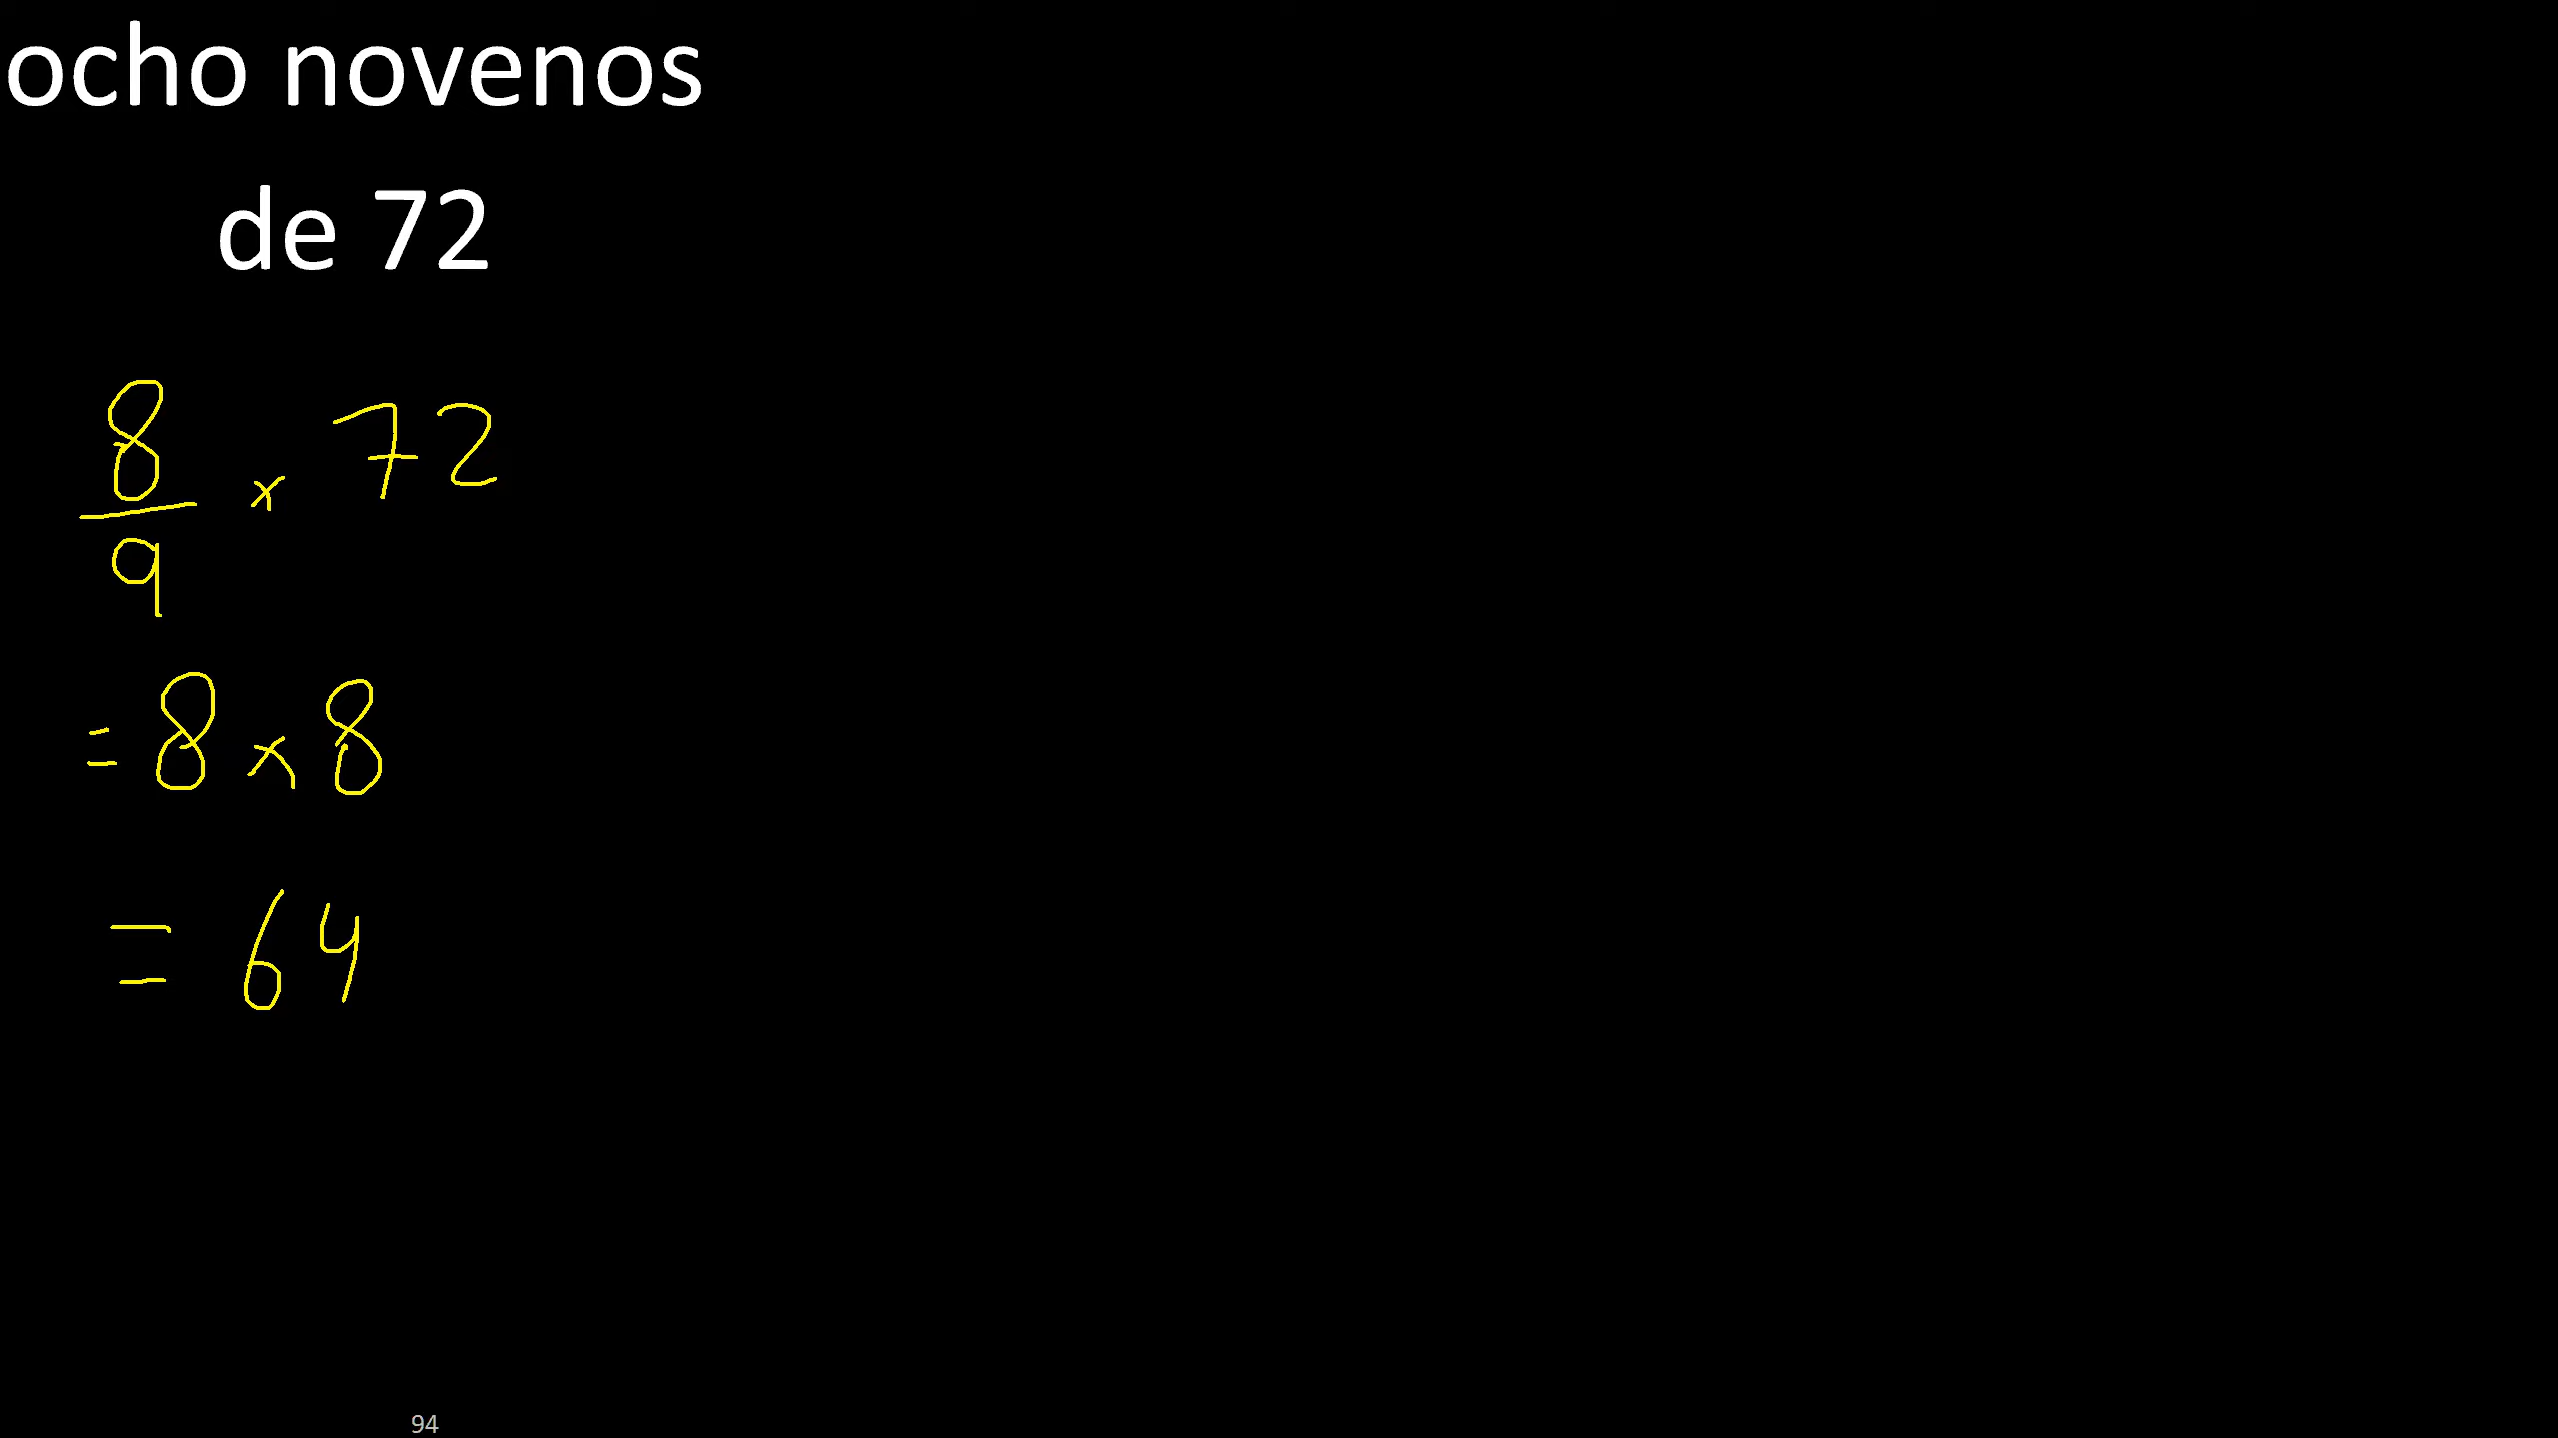 ocho novenos
de 72
8/9 × 72
= 8 × 8
= 64
94